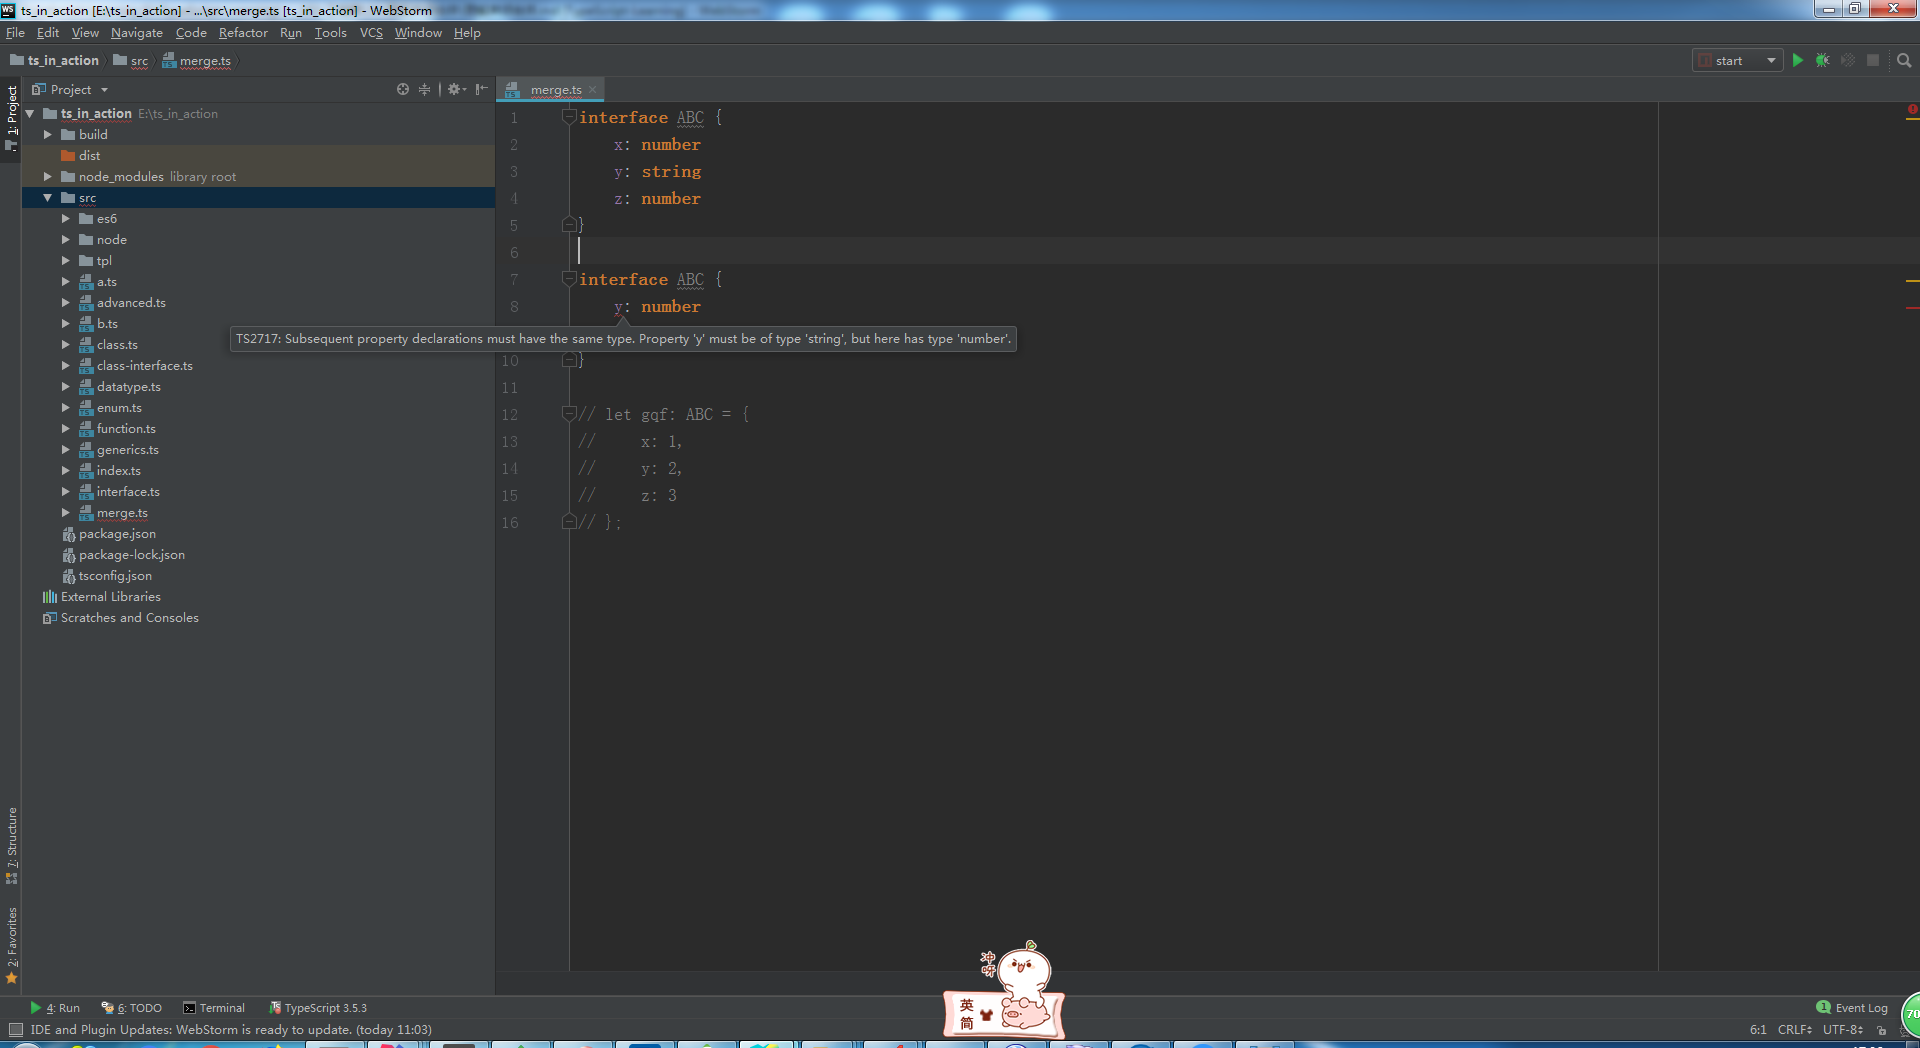 WS ts_in_action [E:\ts_in_action] - ...\src\merge.ts [ts_in_action] - WebStorm
File Edit View Navigate Code Refactor Run Tools VCS Window Help
ts_in_action src merge.ts start
1: Project
Project
merge.ts
ts_in_action E:\ts_in_action
build
dist
node_modules library root
src
es6
node
tpl
a.ts
advanced.ts
b.ts
class.ts
class-interface.ts
datatype.ts
enum.ts
function.ts
generics.ts
index.ts
interface.ts
merge.ts
package.json
package-lock.json
tsconfig.json
External Libraries
Scratches and Consoles
1 interface ABC {
2 x: number
3 y: string
4 z: number
5 }
6
7 interface ABC {
8 y: number
TS2717: Subsequent property declarations must have the same type. Property 'y' must be of type 'string', but here has type 'number'.
10 }
11
12 // let gqf: ABC = {
13 // x: 1,
14 // y: 2,
15 // z: 3
16 // };
7: Structure
2: Favorites
冲呀
英
简
4: Run 6: TODO Terminal TypeScript 3.5.3
1 Event Log
70
IDE and Plugin Updates: WebStorm is ready to update. (today 11:03)
6:1 CRLF UTF-8